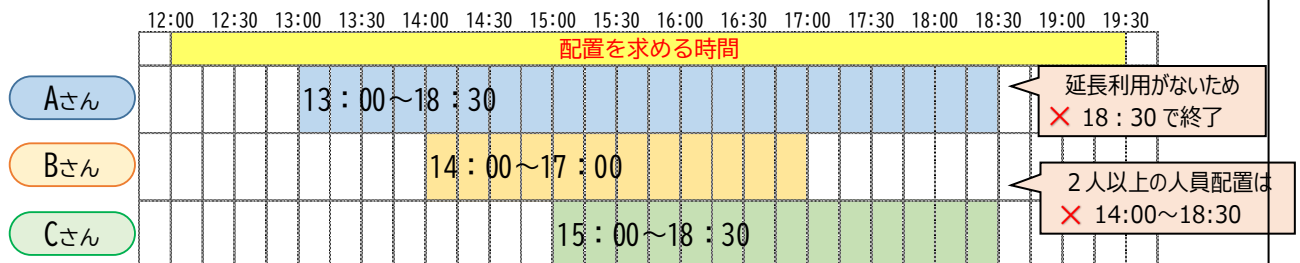 12:00 12:30 13:00 13:30 14:00 14:30 15:00 15:30 16:00 16:30 17:00 17:30 18:00 18:30 19:00 19:30
配置を求める時間
Aさん
13：00～18：30
延長利用がないため
× 18：30で終了
Bさん
14：00～17：00
2人以上の人員配置は
× 14:00～18:30
Cさん
15：00～18：30